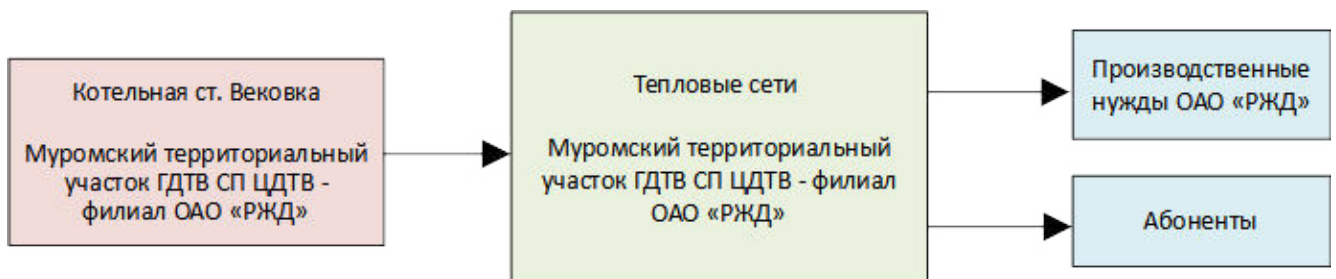 Котельная ст. Вековка
Муромский территориальный
участок ГДТВ СП ЦДТВ -
филиал ОАО «РЖД»
Тепловые сети
Муромский территориальный
участок ГДТВ СП ЦДТВ - филиал
ОАО «РЖД»
Производственные
нужды ОАО «РЖД»
Абоненты